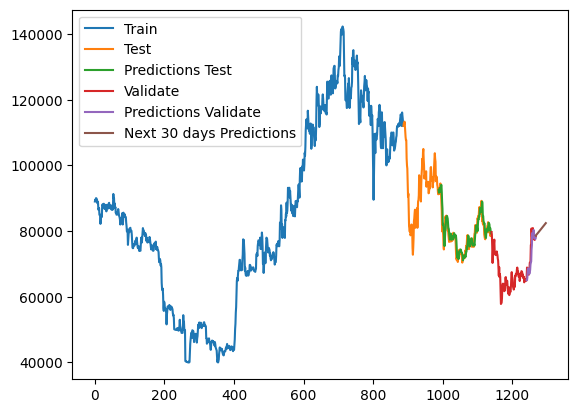 140000
120000
100000
80000
60000
40000
0
200
400
600
800
1000
1200
Train
Test
Predictions Test
Validate
Predictions Validate
Next 30 days Predictions